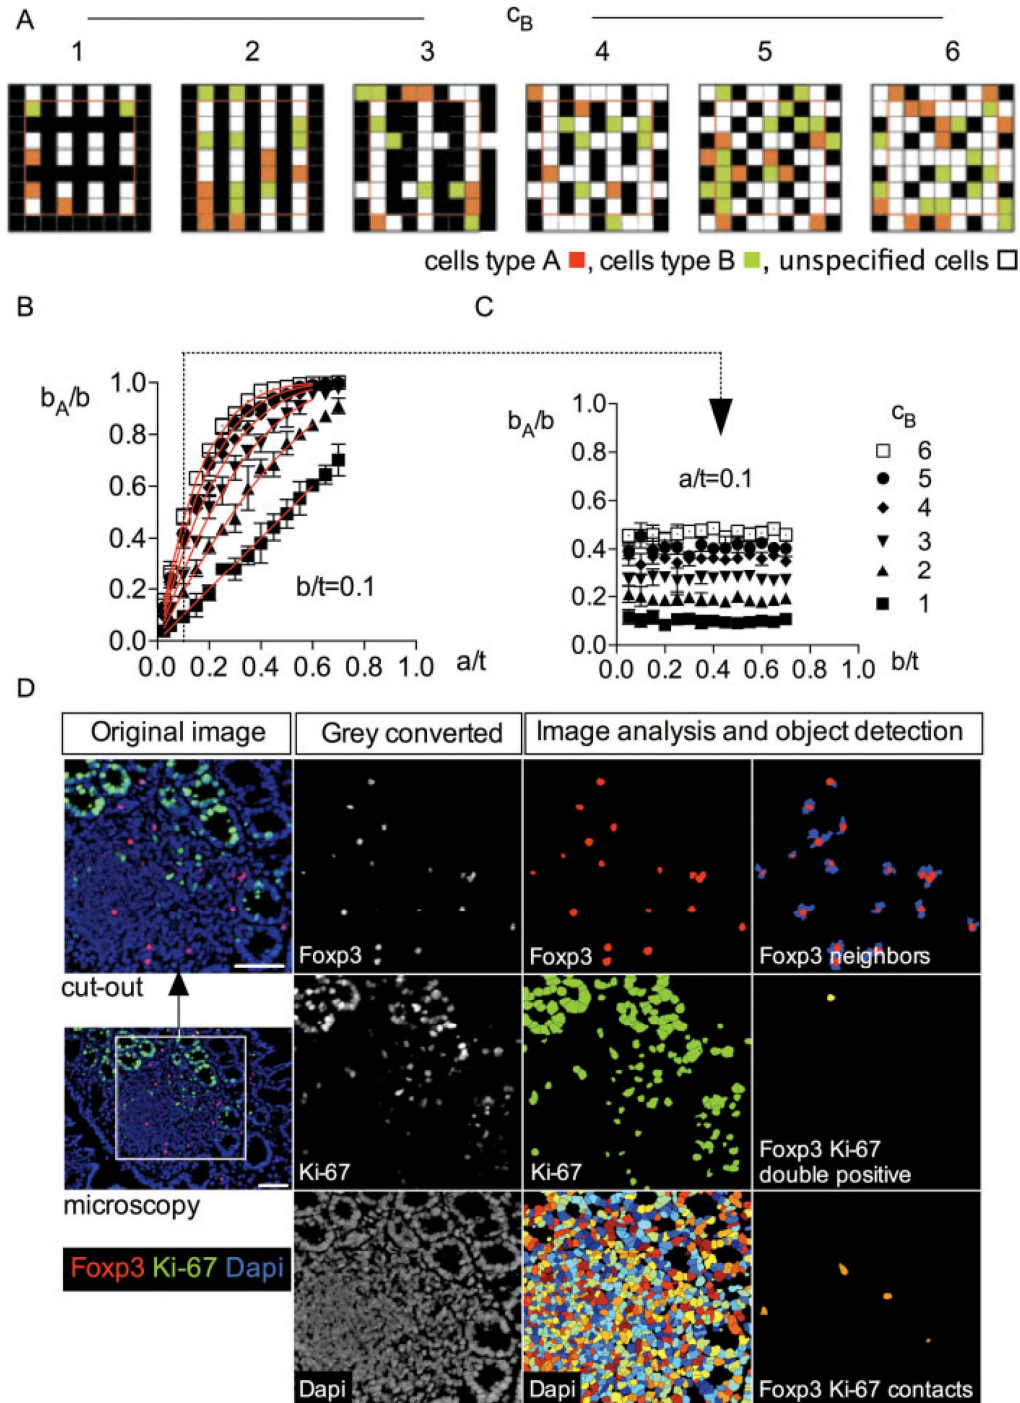 A
c_B
1 2 3 4 5 6
cells type A , cells type B , unspecified cells
B
b_A/b
1.0
0.8
0.6
0.4
0.2
0.0
0.0 0.2 0.4 0.6 0.8 1.0
a/t
b/t=0.1
C
b_A/b
1.0
0.8
0.6
0.4
0.2
0.0
0.0 0.2 0.4 0.6 0.8 1.0
b/t
a/t=0.1
c_B
6
5
4
3
2
1
D
Original image
Grey converted
Image analysis and object detection
Foxp3
Foxp3
Foxp3 neighbors
cut-out
Ki-67
Ki-67
Foxp3 Ki-67
double positive
microscopy
Foxp3 Ki-67 Dapi
Dapi
Dapi
Foxp3 Ki-67 contacts